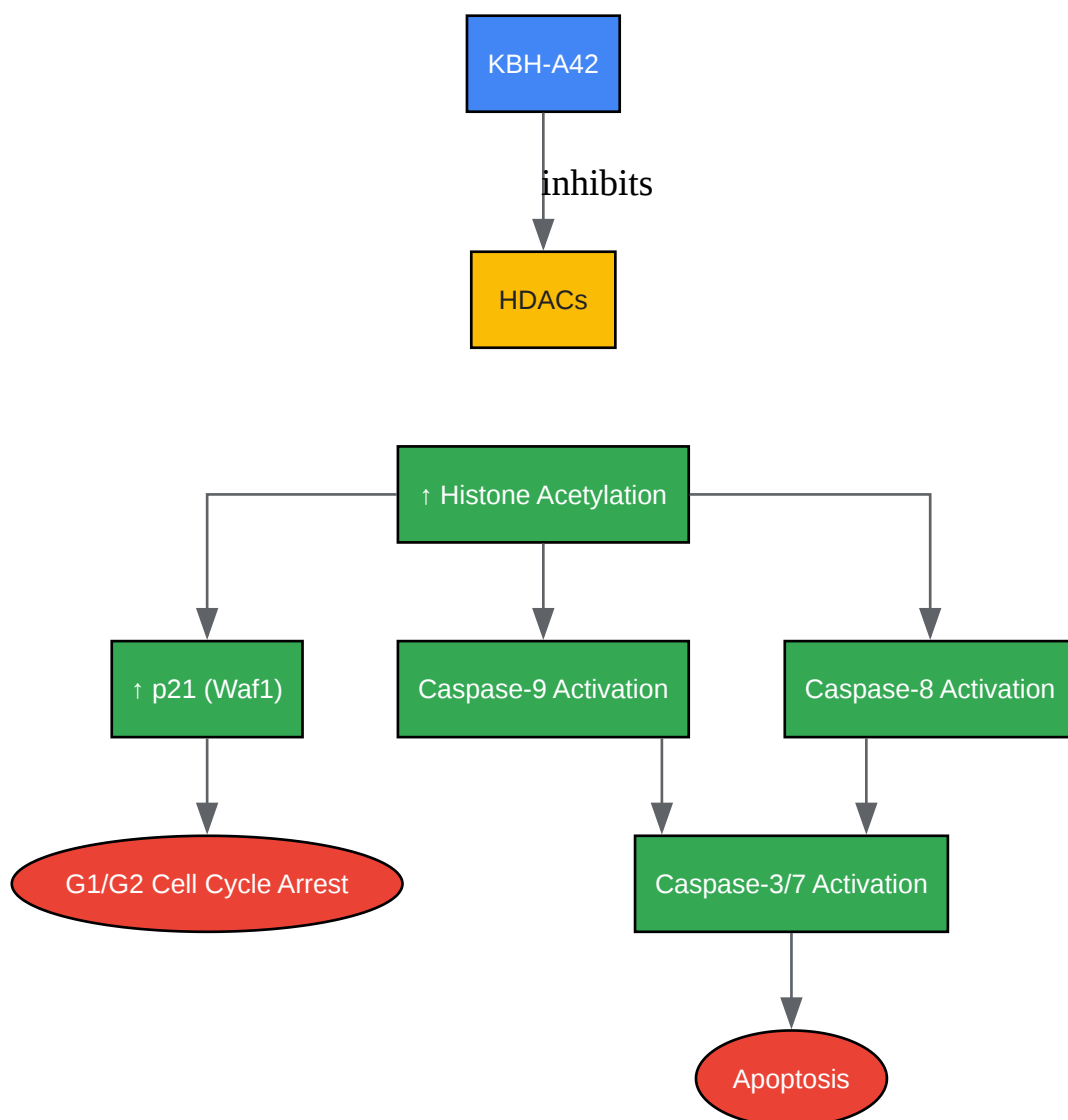 KBH-A42
inhibits
HDACs
↑ Histone Acetylation
↑ p21 (Waf1)
Caspase-9 Activation
Caspase-8 Activation
G1/G2 Cell Cycle Arrest
Caspase-3/7 Activation
Apoptosis